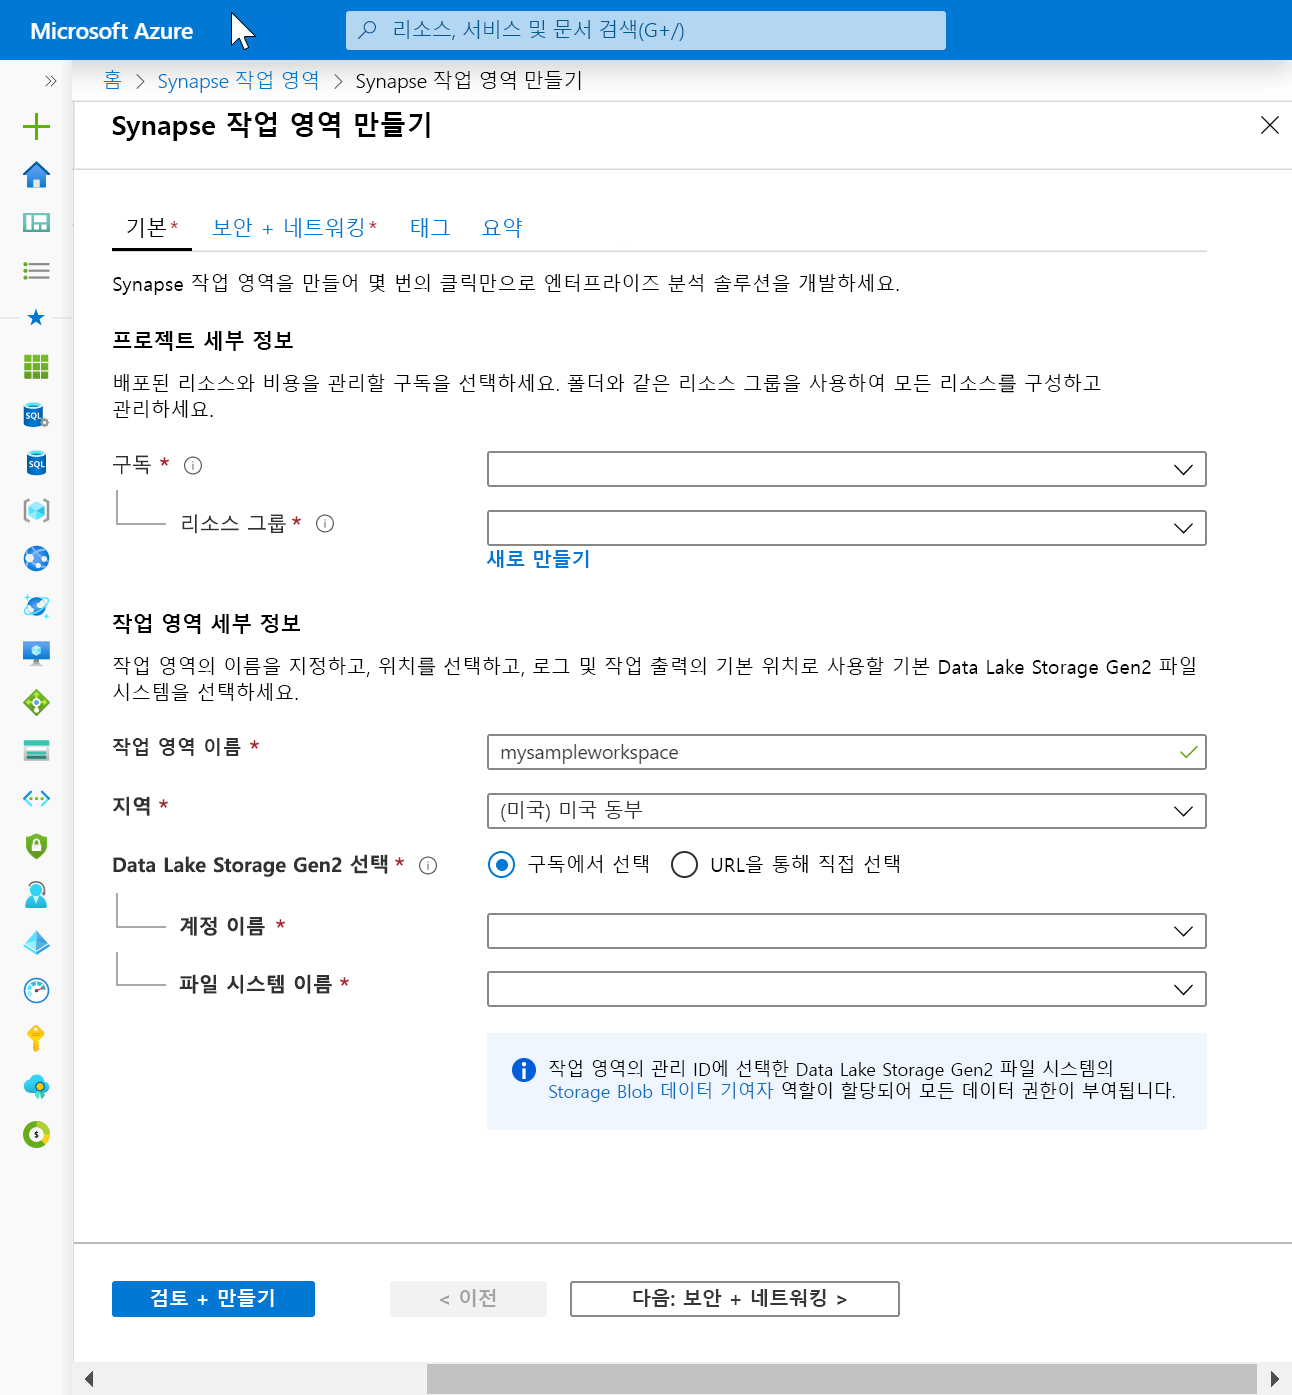 Microsoft Azure
리소스, 서비스 및 문서 검색(G+/)
홈 > Synapse 작업 영역 > Synapse 작업 영역 만들기
Synapse 작업 영역 만들기
기본* 보안 + 네트워킹* 태그 요약
Synapse 작업 영역을 만들어 몇 번의 클릭만으로 엔터프라이즈 분석 솔루션을 개발하세요.
프로젝트 세부 정보
배포된 리소스와 비용을 관리할 구독을 선택하세요. 폴더와 같은 리소스 그룹을 사용하여 모든 리소스를 구성하고
관리하세요.
구독 *
리소스 그룹 *
새로 만들기
작업 영역 세부 정보
작업 영역의 이름을 지정하고, 위치를 선택하고, 로그 및 작업 출력의 기본 위치로 사용할 기본 Data Lake Storage Gen2 파일
시스템을 선택하세요.
작업 영역 이름 * mysampleworkspace
지역 * (미국) 미국 동부
Data Lake Storage Gen2 선택 * 구독에서 선택 URL을 통해 직접 선택
계정 이름 *
파일 시스템 이름 *
작업 영역의 관리 ID에 선택한 Data Lake Storage Gen2 파일 시스템의
Storage Blob 데이터 기여자 역할이 할당되어 모든 데이터 권한이 부여됩니다.
검토 + 만들기 < 이전 다음: 보안 + 네트워킹 >
SQL
SQL